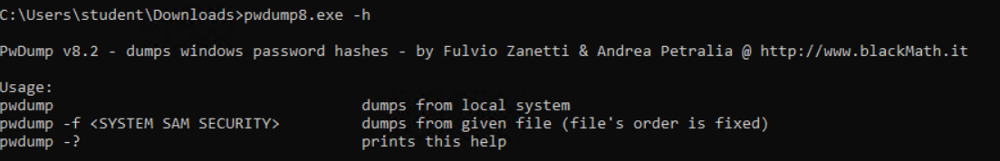 C:\Users\student\Downloads>pwdump8.exe -h
PwDump v8.2 - dumps windows password hashes - by Fulvio Zanetti & Andrea Petralia @ http://www.blackMath.it
Usage:
pwdump dumps from local system
pwdump -f <SYSTEM SAM SECURITY> dumps from given file (file's order is fixed)
pwdump -? prints this help